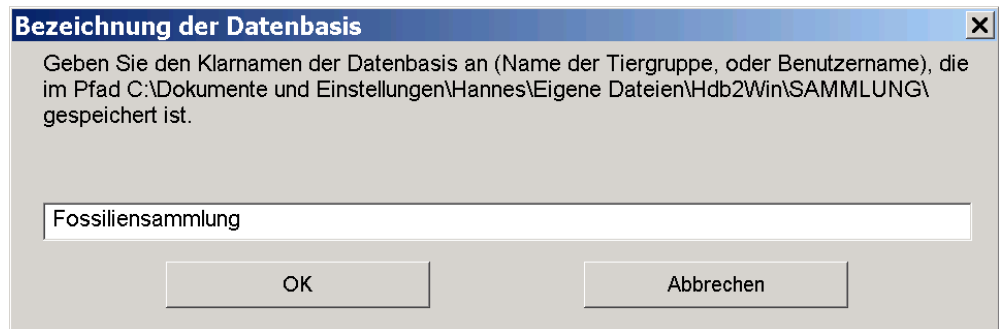 Bezeichnung der Datenbasis
Geben Sie den Klarnamen der Datenbasis an (Name der Tiergruppe, oder Benutzername), die
im Pfad C:\Dokumente und Einstellungen\Hannes\Eigene Dateien\Hdb2Win\SAMMLUNG\
gespeichert ist.
Fossiliensammlung
OK Abbrechen